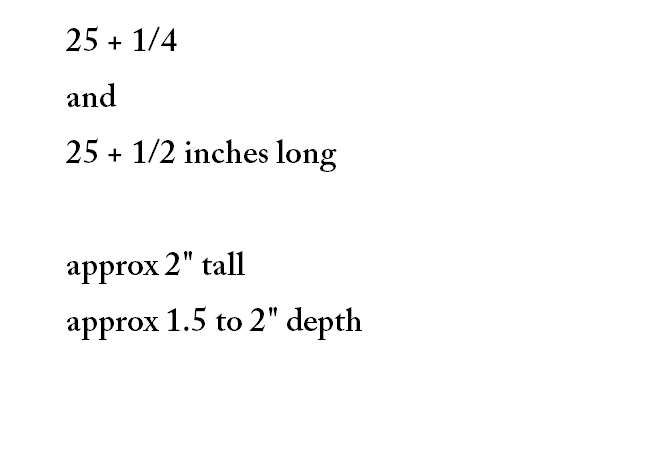 25 + 1/4
and
25 + 1/2 inches long
approx 2" tall
approx 1.5 to 2" depth